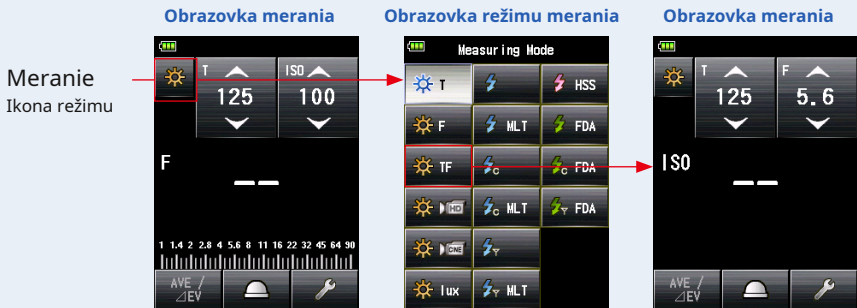 Obrazovka merania
Obrazovka režimu merania
Obrazovka merania
Meranie
Ikona režimu
T
125
ISO
100
F
1 1.4 2 2.8 4 5.6 8 11 16 22 32 45 64 90
AVE /
⊿EV
Measuring Mode
T
HSS
F
MLT
FDA
TF
C
C FDA
HD
C MLT
FDA
CINE
lux
MLT
T
125
F
5.6
ISO
AVE /
⊿EV